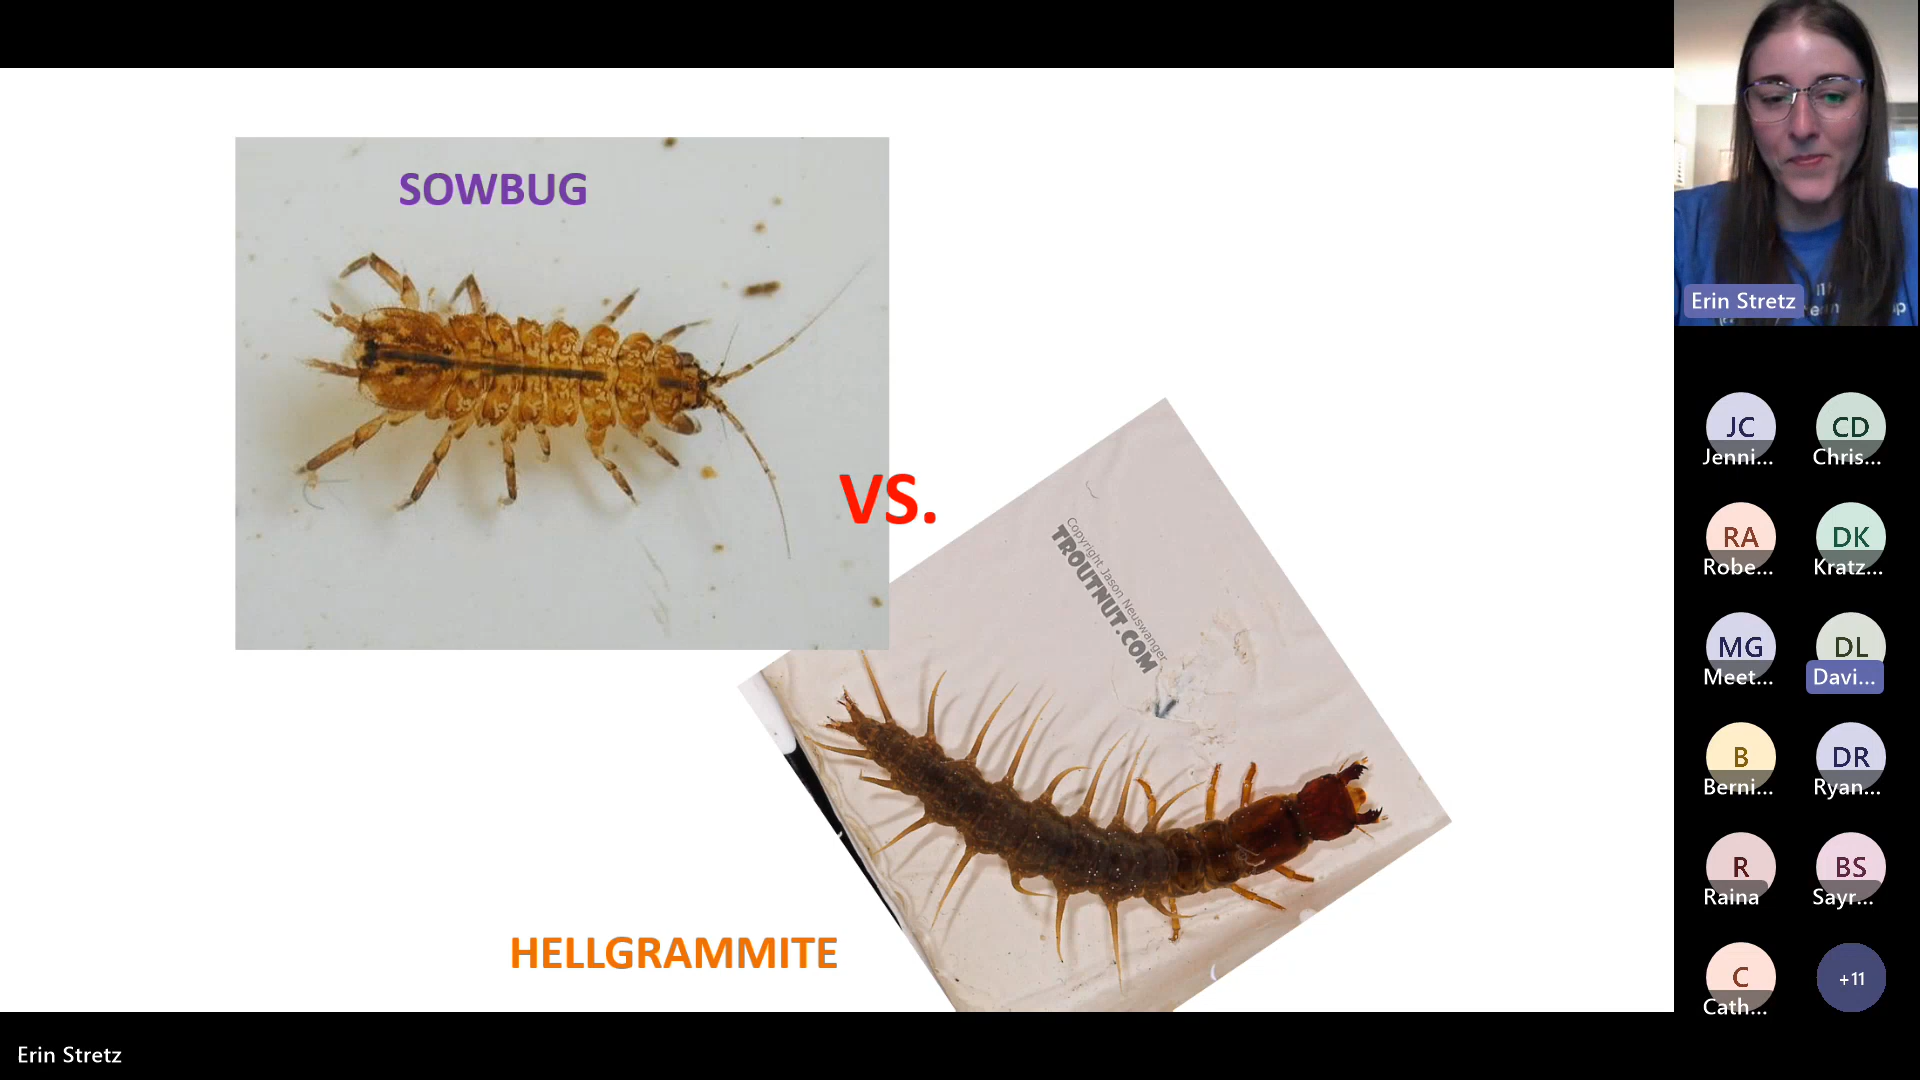 SOWBUG
VS.
Copyright Jason Neuswanger
TROUTNUT.COM
HELLGRAMMITE
Erin Stretz
Erin Stretz
JC
Jenni...
CD
Chris...
RA
Robe...
DK
Kratz...
MG
Meet...
DL
Davi...
B
Berni...
DR
Ryan...
R
Raina
BS
Sayr...
C
Cath...
+11